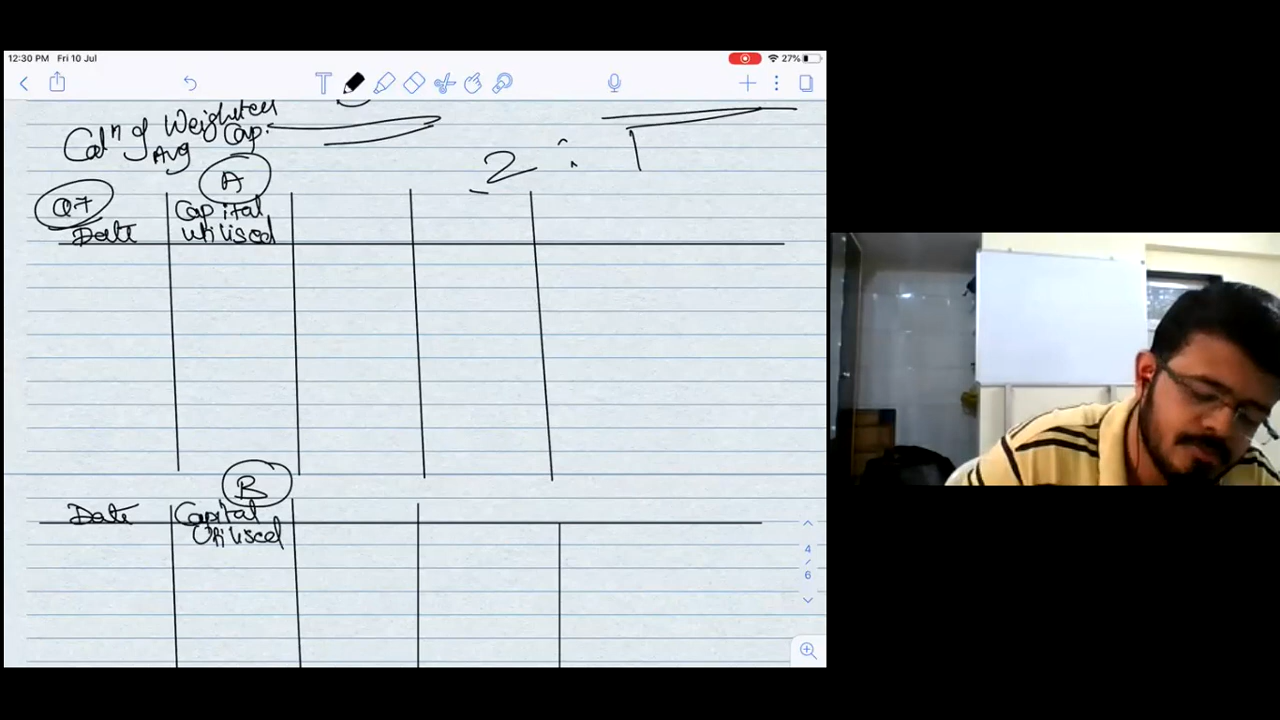 12:30 PM Fri 10 Jul
27%
T
Calⁿ of Weighted
Avg Cap.
2 : 1
A
Q7
Date Capital
Utilised
B
Date Capital
Utilised
4
/
6